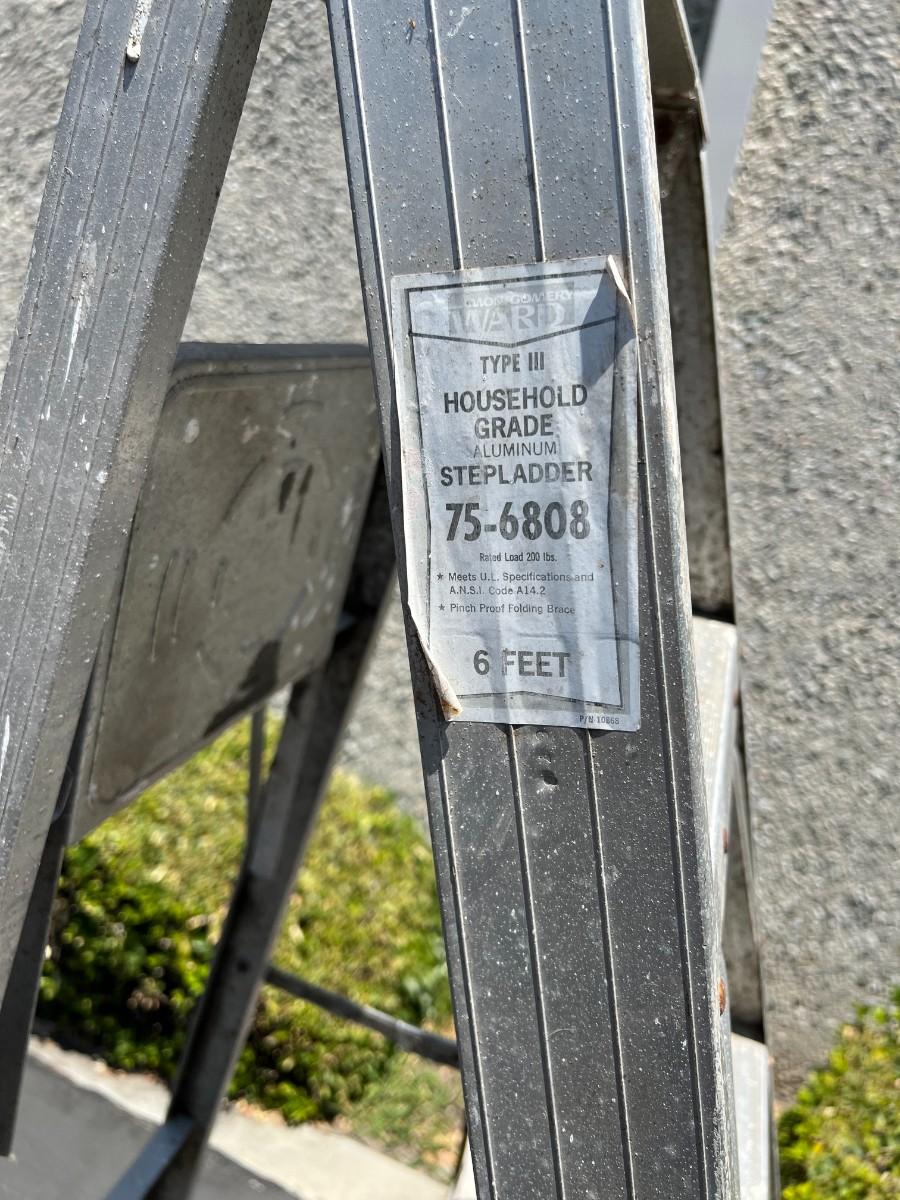 MONTGOMERY
WARD
TYPE III
HOUSEHOLD
GRADE
ALUMINUM
STEPLADDER
75-6808
Rated Load 200 lbs.
★ Meets U.L. Specifications and
A.N.S.I. Code A14.2
★ Pinch Proof Folding Brace
6 FEET
P/N 10868